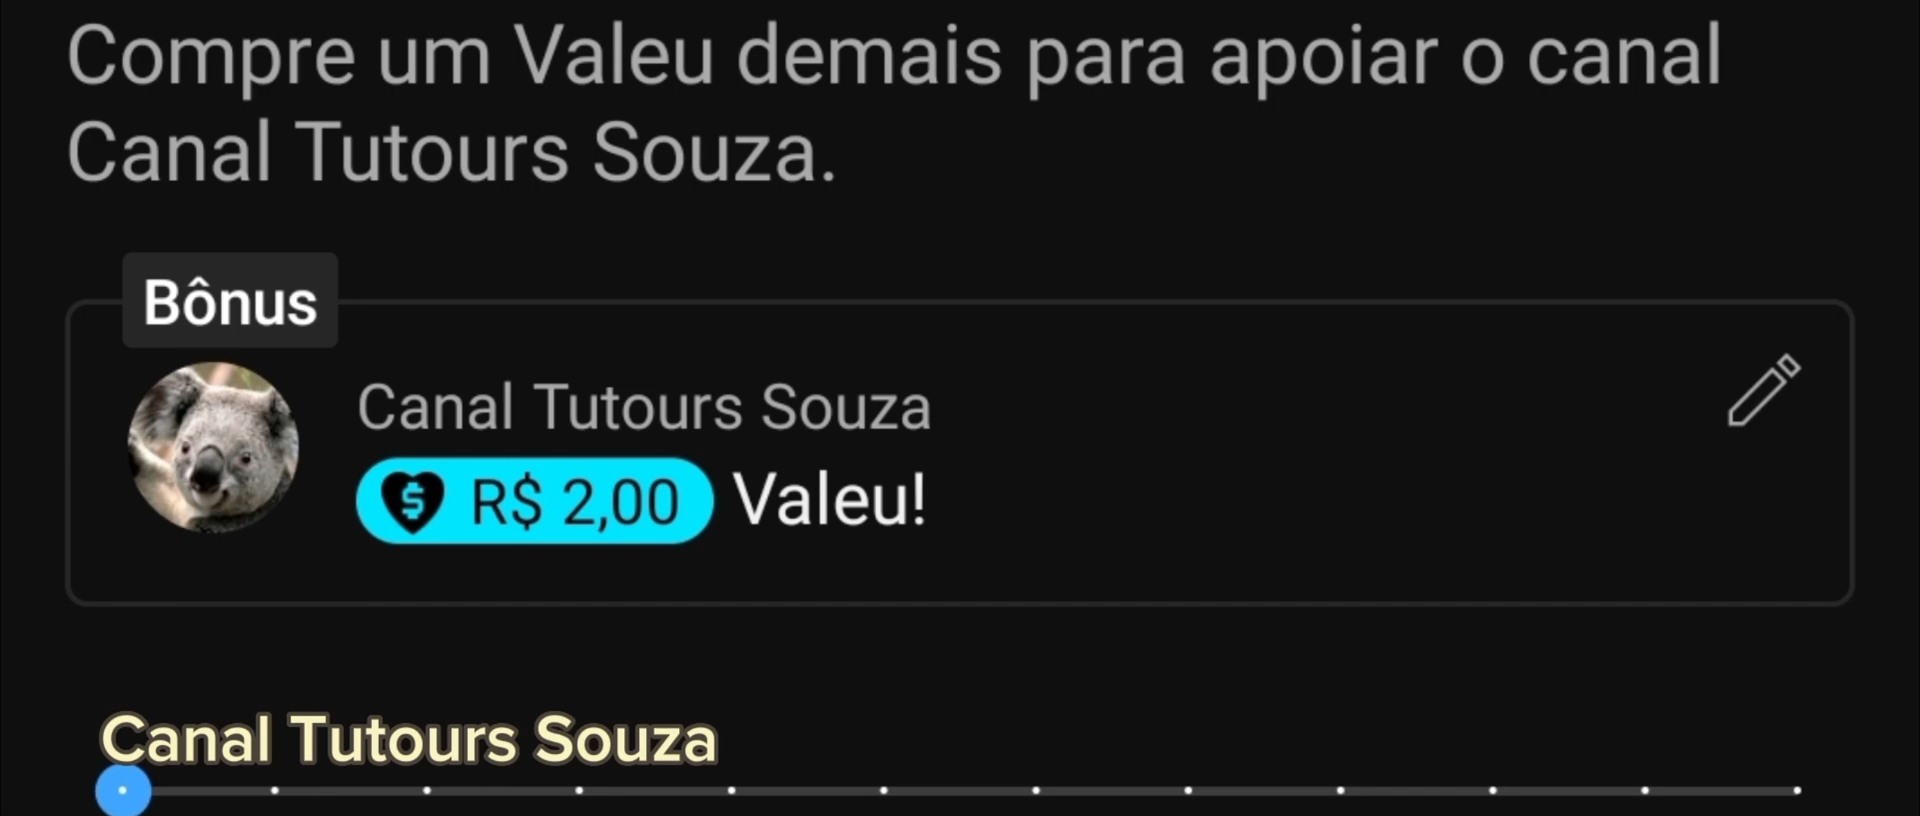 Compre um Valeu demais para apoiar o canal
Canal Tutours Souza.
Bônus
Canal Tutours Souza
R$ 2,00 Valeu!
Canal Tutours Souza